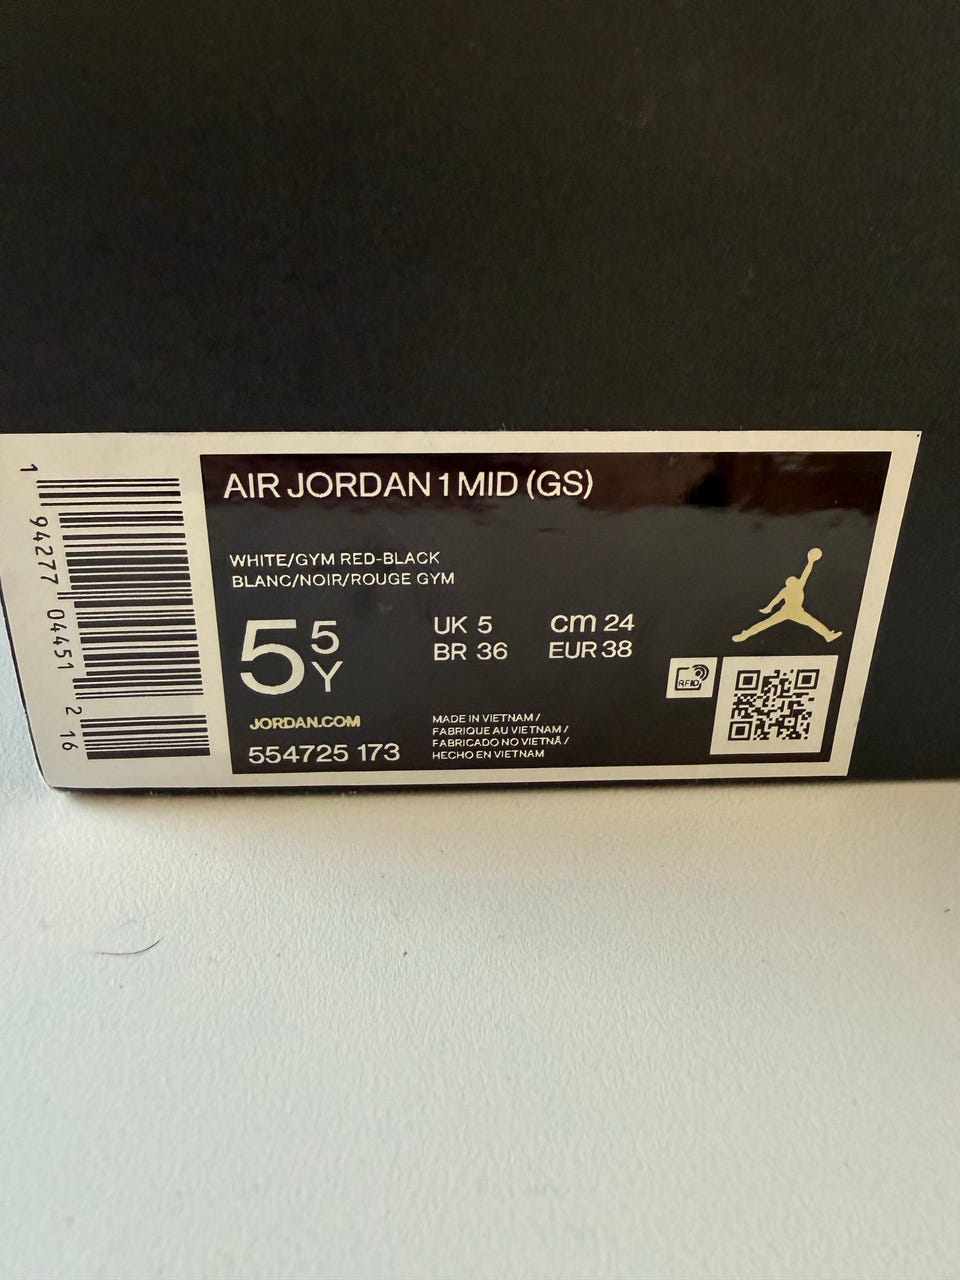 AIR JORDAN 1 MID (GS)
WHITE/GYM RED-BLACK
BLANC/NOIR/ROUGE GYM
5 5 Y
UK 5
CM 24
BR 36
EUR 38
JORDAN.COM
554725 173
MADE IN VIETNAM /
FABRIQUE AU VIETNAM /
FABRICADO NO VIETNÃ /
HECHO EN VIETNAM
RFID
1 94277 04451 2 16